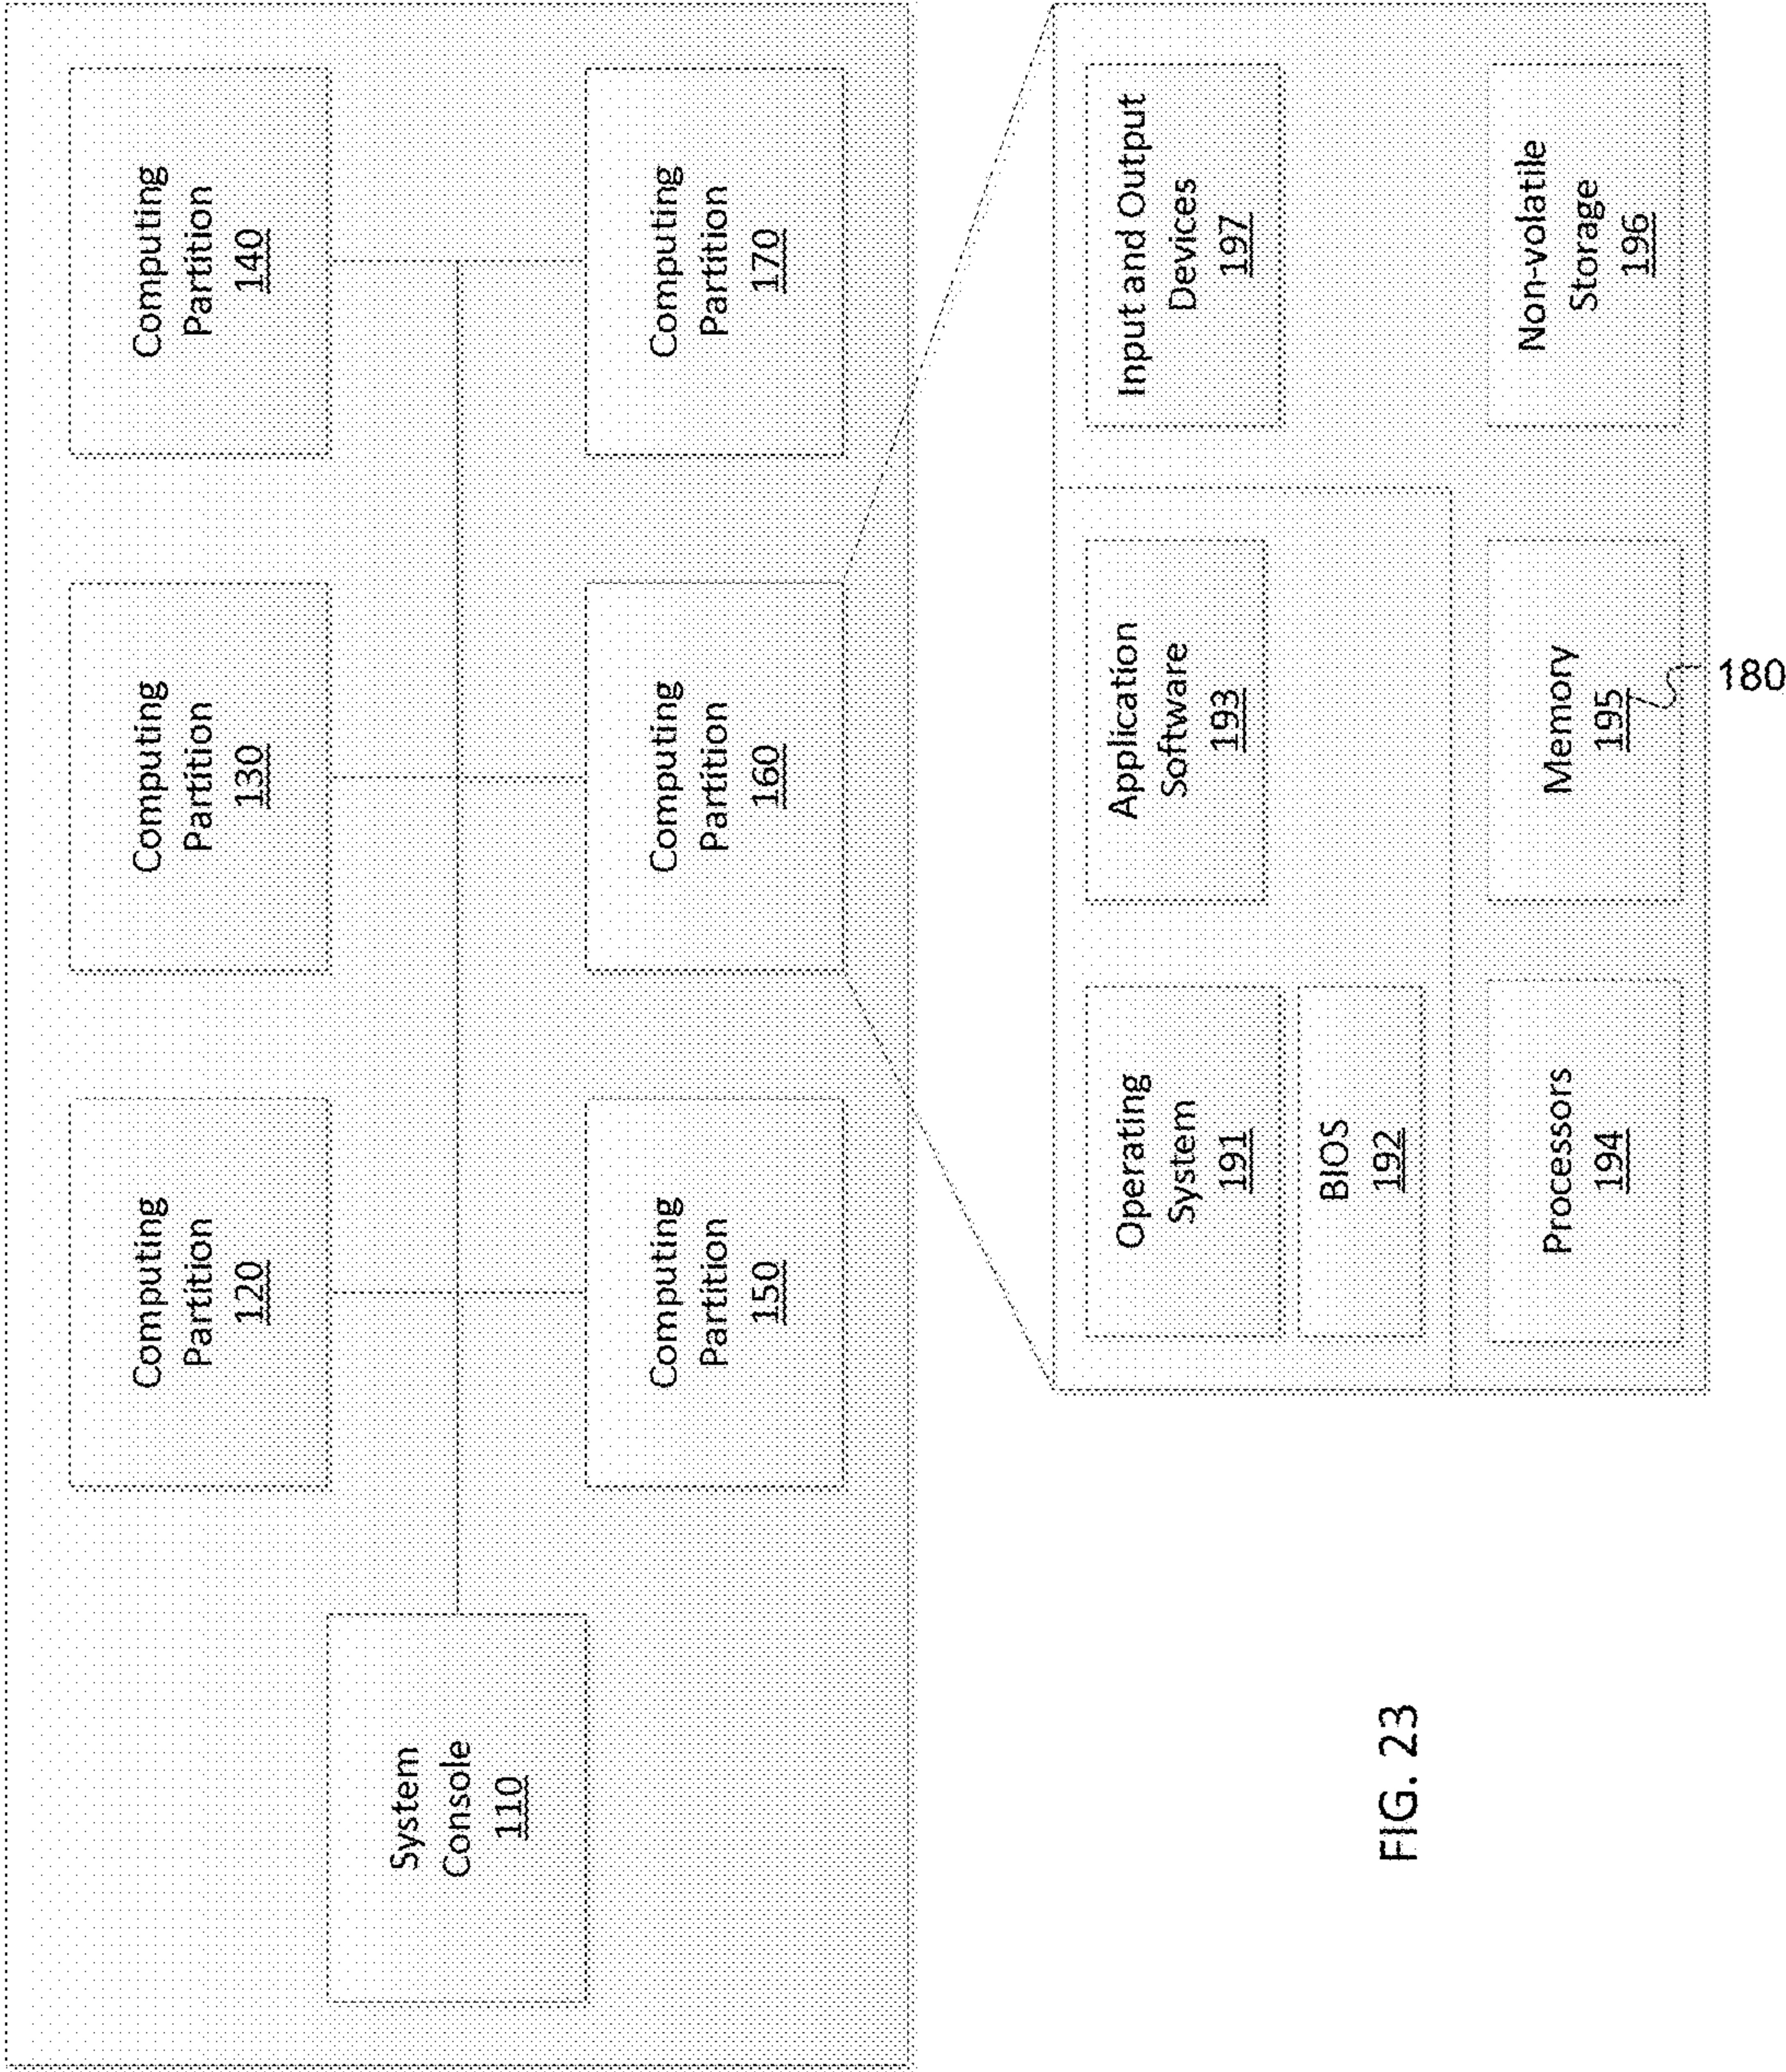 Computing
Partition
120
Computing
Partition
130
Computing
Partition
140
System
Console
110
Computing
Partition
150
Computing
Partition
160
Computing
Partition
170
Operating
System
191
BIOS
192
Application
Software
193
Input and Output
Devices
197
Processors
194
Memory
195
Non-volatile
Storage
196
180
FIG. 23